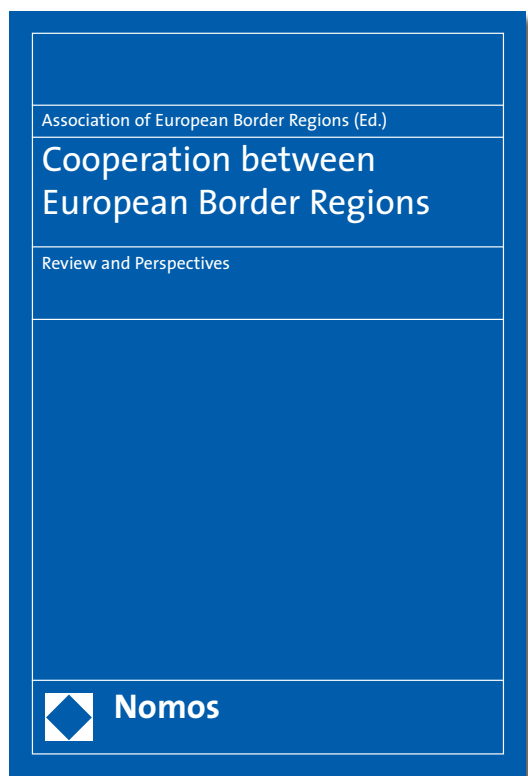 Association of European Border Regions (Ed.)
Cooperation between
European Border Regions
Review and Perspectives
Nomos